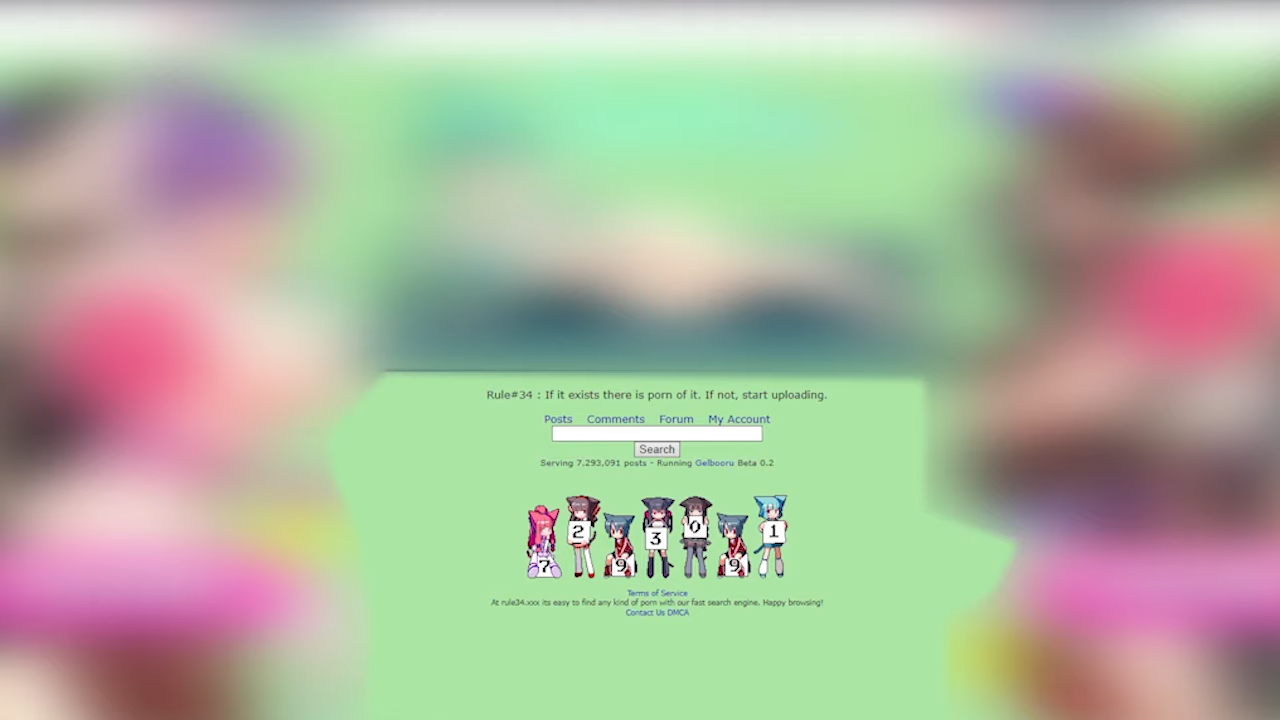 Rule#34 : If it exists there is porn of it. If not, start uploading.
Posts Comments Forum My Account
Search
Serving 7,293,091 posts - Running Gelbooru Beta 0.2
7 2 9 3 0 9 1
Terms of Service
At rule34.xxx its easy to find any kind of porn with our fast search engine. Happy browsing!
Contact Us DMCA